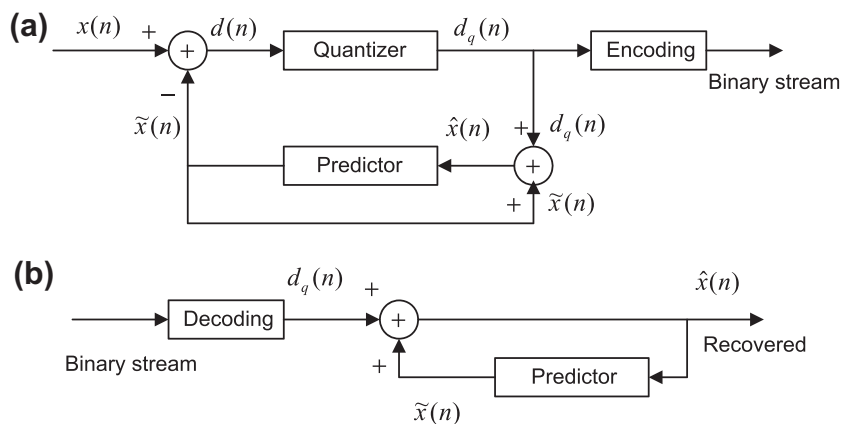 (a)
x(n) + + d(n) Quantizer d_q(n) Encoding
Binary stream
−
x̃(n) x̂(n) + d_q(n)
Predictor +
+ x̃(n)
(b)
d_q(n) + x̂(n)
Decoding +
Binary stream + Recovered
Predictor
x̃(n)